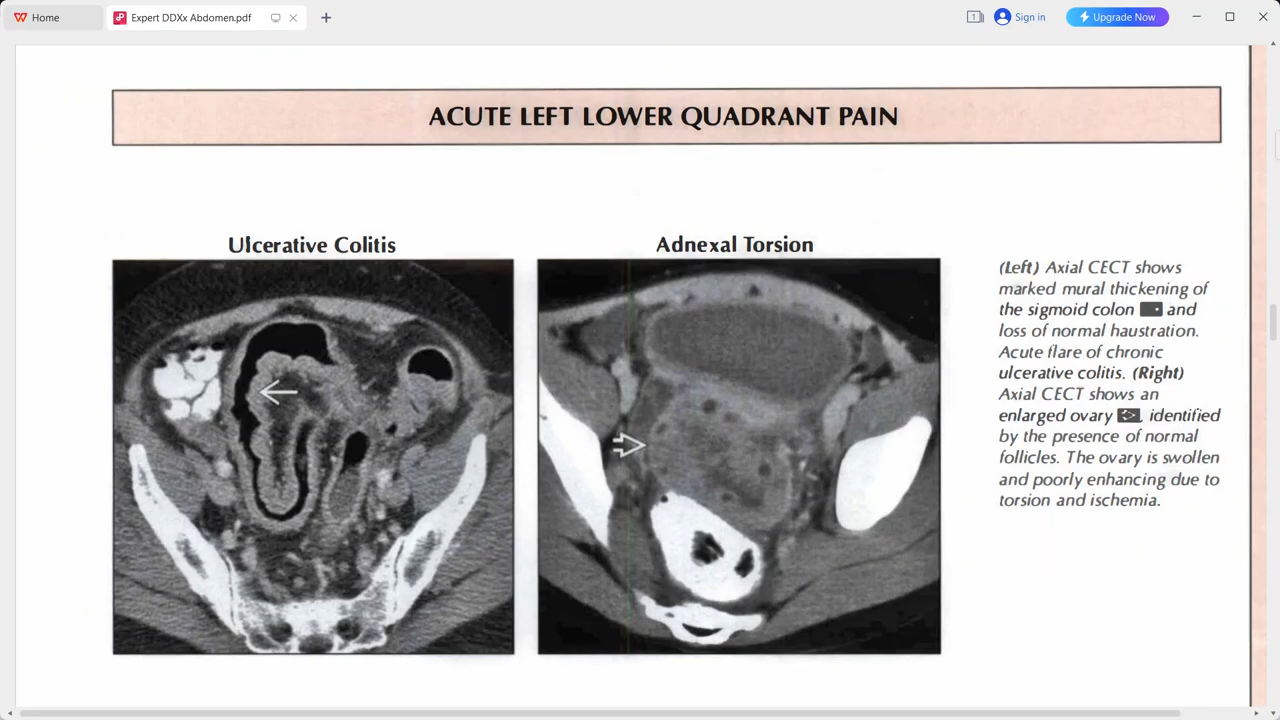 Home
Expert DDXx Abdomen.pdf
Sign in
Upgrade Now
ACUTE LEFT LOWER QUADRANT PAIN
Ulcerative Colitis
Adnexal Torsion
(Left) Axial CECT shows
marked mural thickening of
the sigmoid colon and
loss of normal haustration.
Acute flare of chronic
ulcerative colitis. (Right)
Axial CECT shows an
enlarged ovary , identified
by the presence of normal
follicles. The ovary is swollen
and poorly enhancing due to
torsion and ischemia.